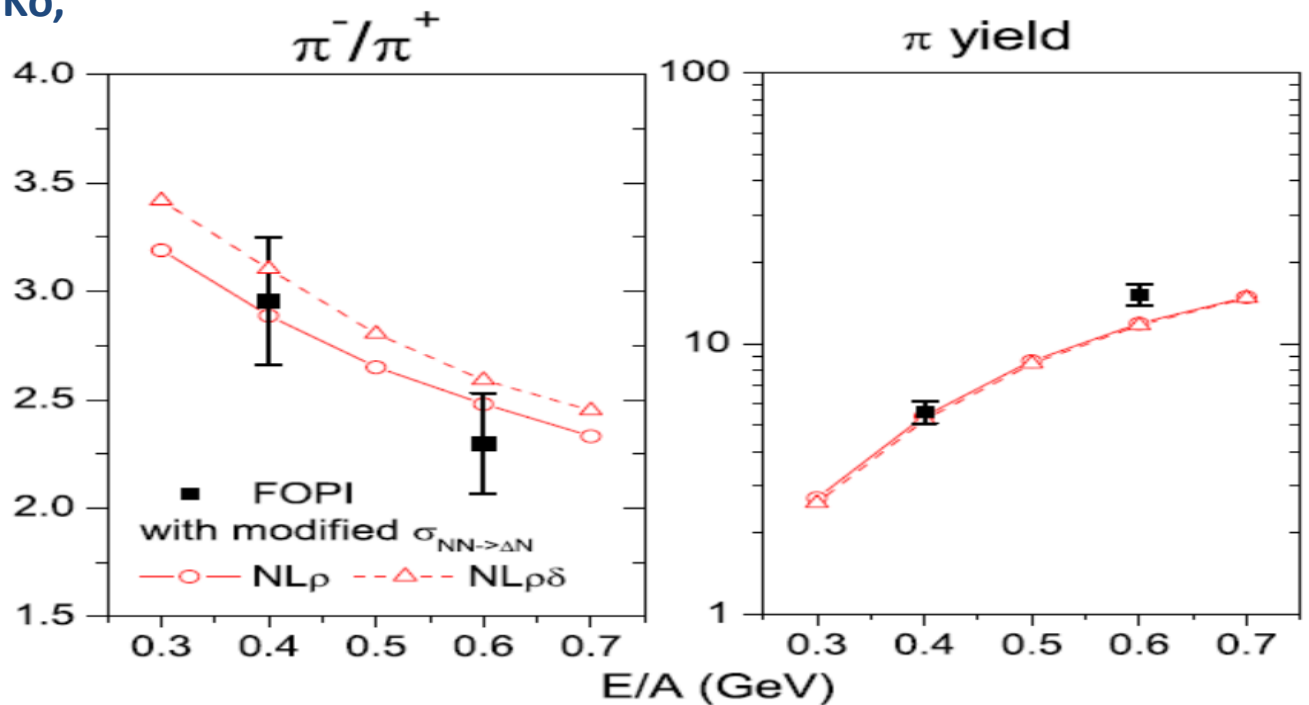 Ko,
π⁻/π⁺
4.0
3.5
3.0
2.5
2.0
1.5
FOPI
with modified σ_NN->ΔN
NLρ NLρδ
0.3 0.4 0.5 0.6 0.7
π yield
100
10
1
0.3 0.4 0.5 0.6 0.7
E/A (GeV)